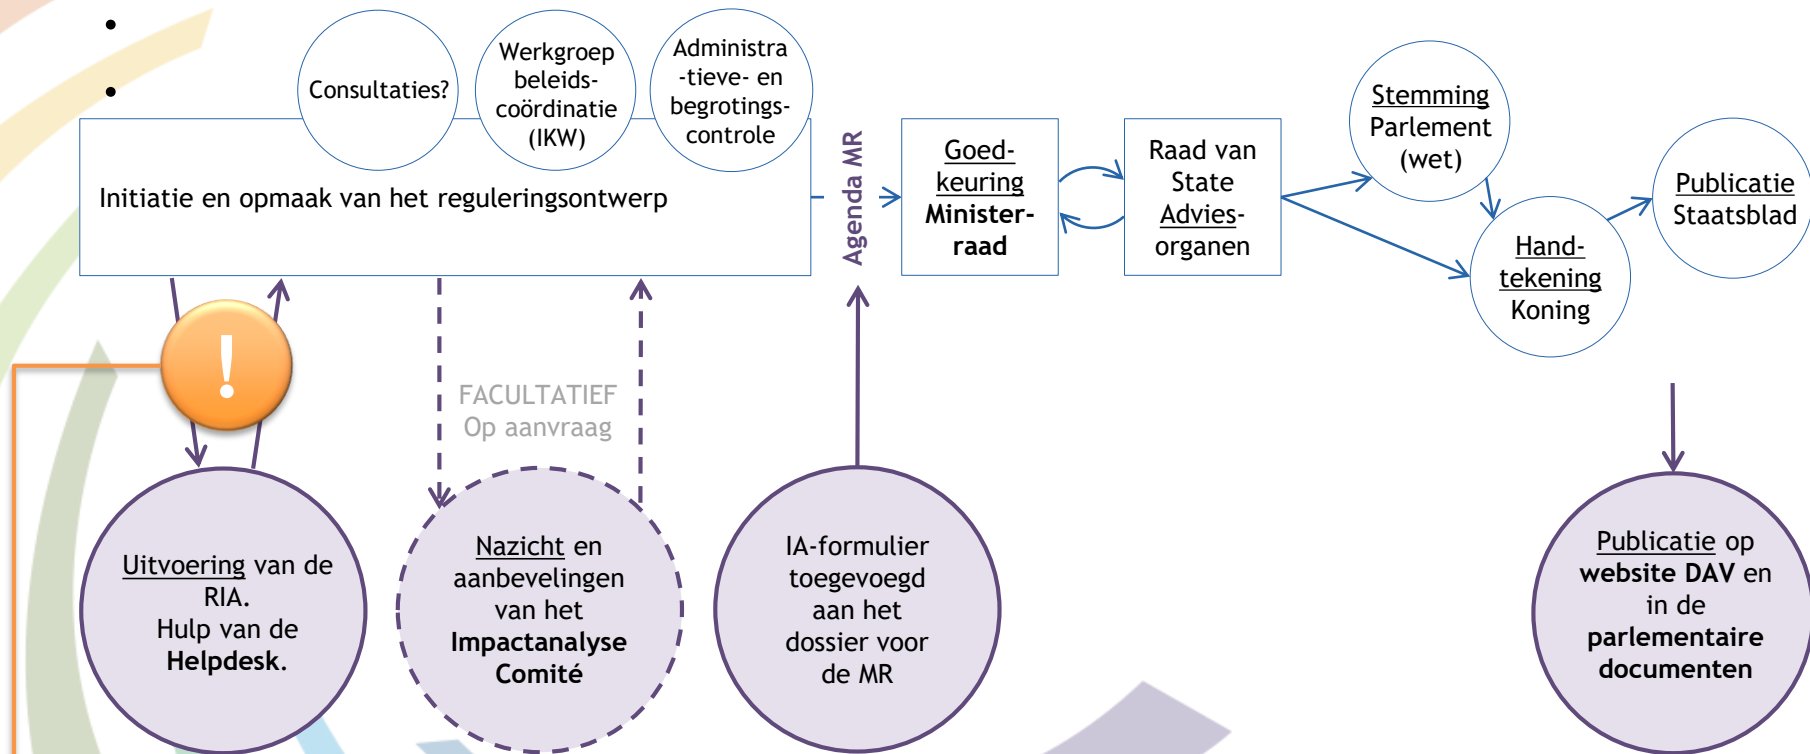 Consultaties?
Werkgroep
beleids-
coördinatie
(IKW)
Administra
-tieve- en
begrotings-
controle
Initiatie en opmaak van het reguleringsontwerp
Agenda MR
Goed-
keuring
Minister-
raad
Raad van
State
Advies-
organen
Stemming
Parlement
(wet)
Hand-
tekening
Koning
Publicatie
Staatsblad
!
FACULTATIEF
Op aanvraag
Uitvoering van de
RIA.
Hulp van de
Helpdesk.
Nazicht en
aanbevelingen
van het
Impactanalyse
Comité
IA-formulier
toegevoegd
aan het
dossier voor
de MR
Publicatie op
website DAV en
in de
parlementaire
documenten